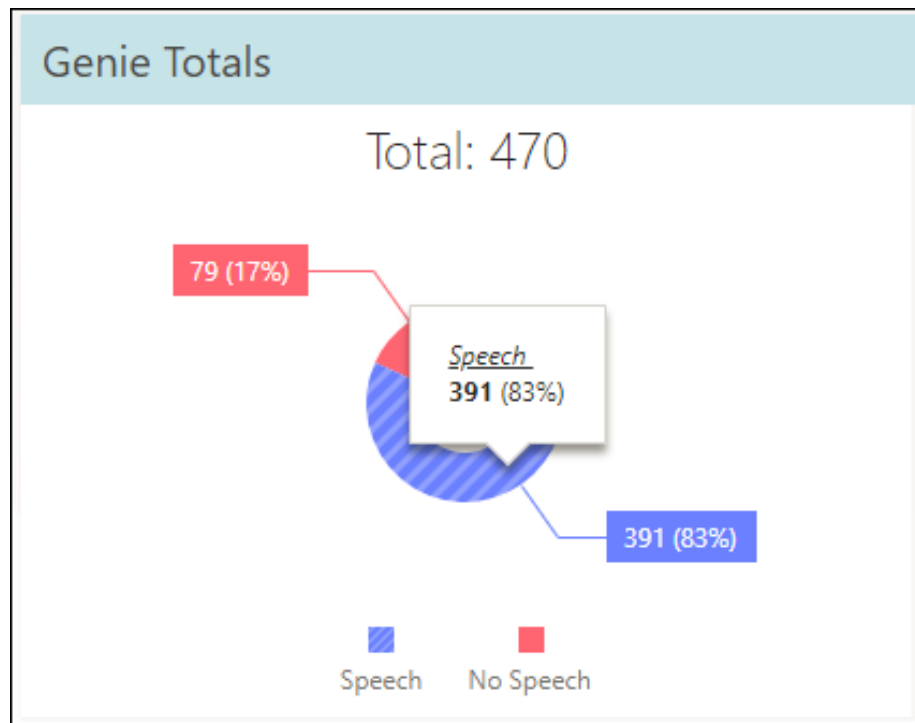 Genie Totals
Total: 470
79 (17%)
Speech
391 (83%)
391 (83%)
Speech
No Speech